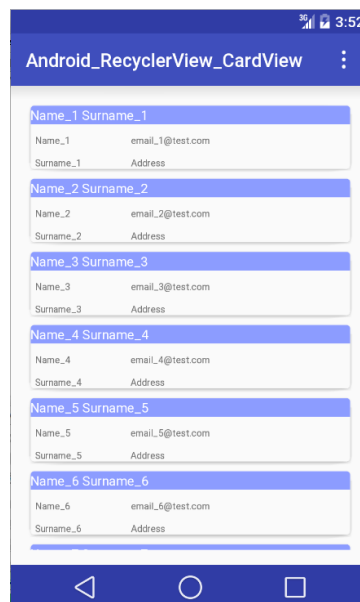 3G 3:52
Android_RecyclerView_CardView
Name_1 Surname_1
Name_1 email_1@test.com
Surname_1 Address
Name_2 Surname_2
Name_2 email_2@test.com
Surname_2 Address
Name_3 Surname_3
Name_3 email_3@test.com
Surname_3 Address
Name_4 Surname_4
Name_4 email_4@test.com
Surname_4 Address
Name_5 Surname_5
Name_5 email_5@test.com
Surname_5 Address
Name_6 Surname_6
Name_6 email_6@test.com
Surname_6 Address